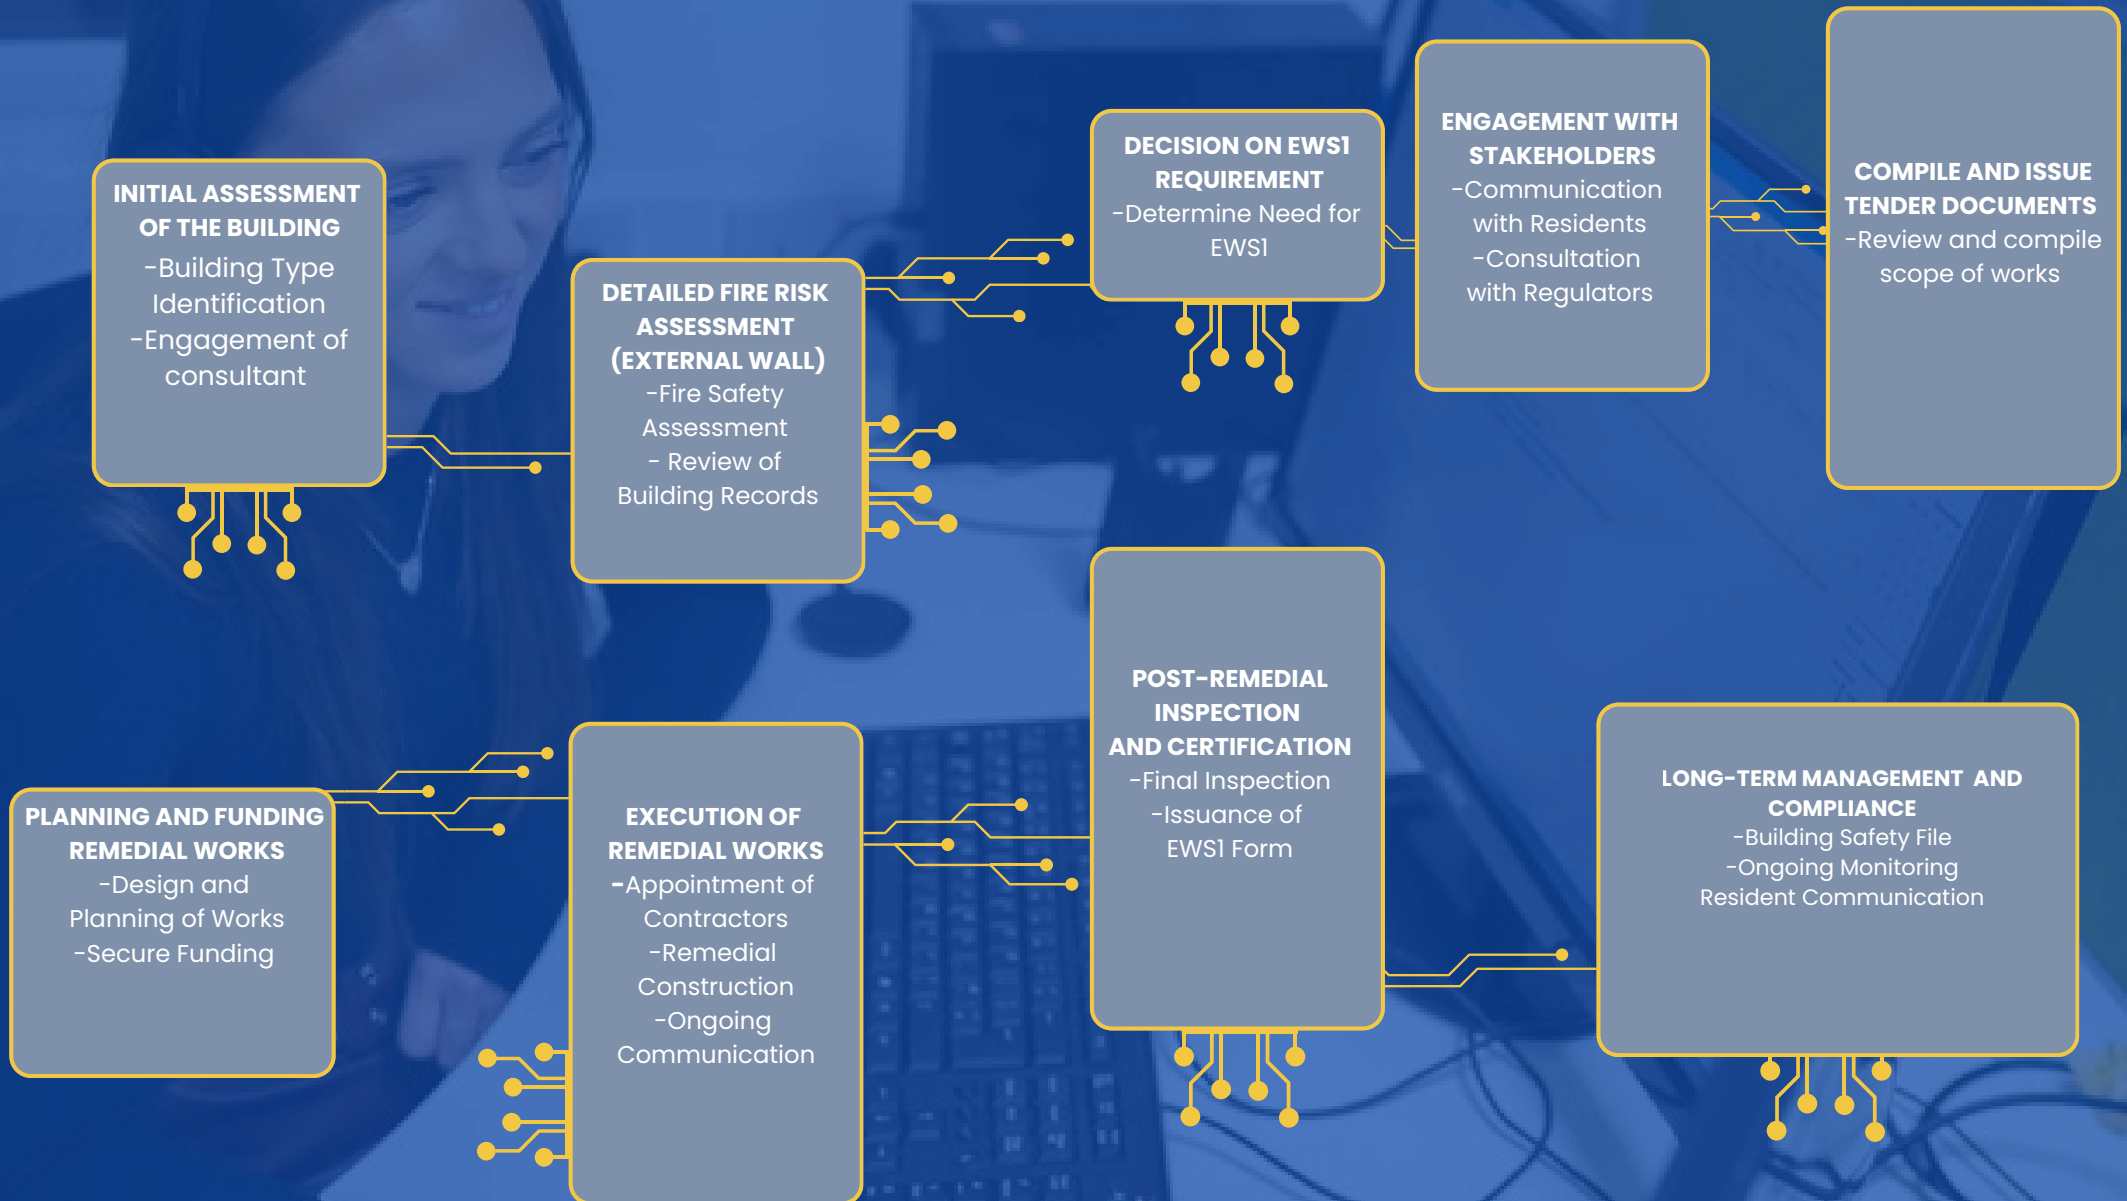 INITIAL ASSESSMENT
OF THE BUILDING
-Building Type
Identification
-Engagement of
consultant
DETAILED FIRE RISK
ASSESSMENT
(EXTERNAL WALL)
-Fire Safety
Assessment
- Review of
Building Records
DECISION ON EWS1
REQUIREMENT
-Determine Need for
EWS1
ENGAGEMENT WITH
STAKEHOLDERS
-Communication
with Residents
-Consultation
with Regulators
COMPILE AND ISSUE
TENDER DOCUMENTS
-Review and compile
scope of works
PLANNING AND FUNDING
REMEDIAL WORKS
-Design and
Planning of Works
-Secure Funding
EXECUTION OF
REMEDIAL WORKS
-Appointment of
Contractors
-Remedial
Construction
-Ongoing
Communication
POST-REMEDIAL
INSPECTION
AND CERTIFICATION
-Final Inspection
-Issuance of
EWS1 Form
LONG-TERM MANAGEMENT  AND
COMPLIANCE
-Building Safety File
-Ongoing Monitoring
Resident Communication